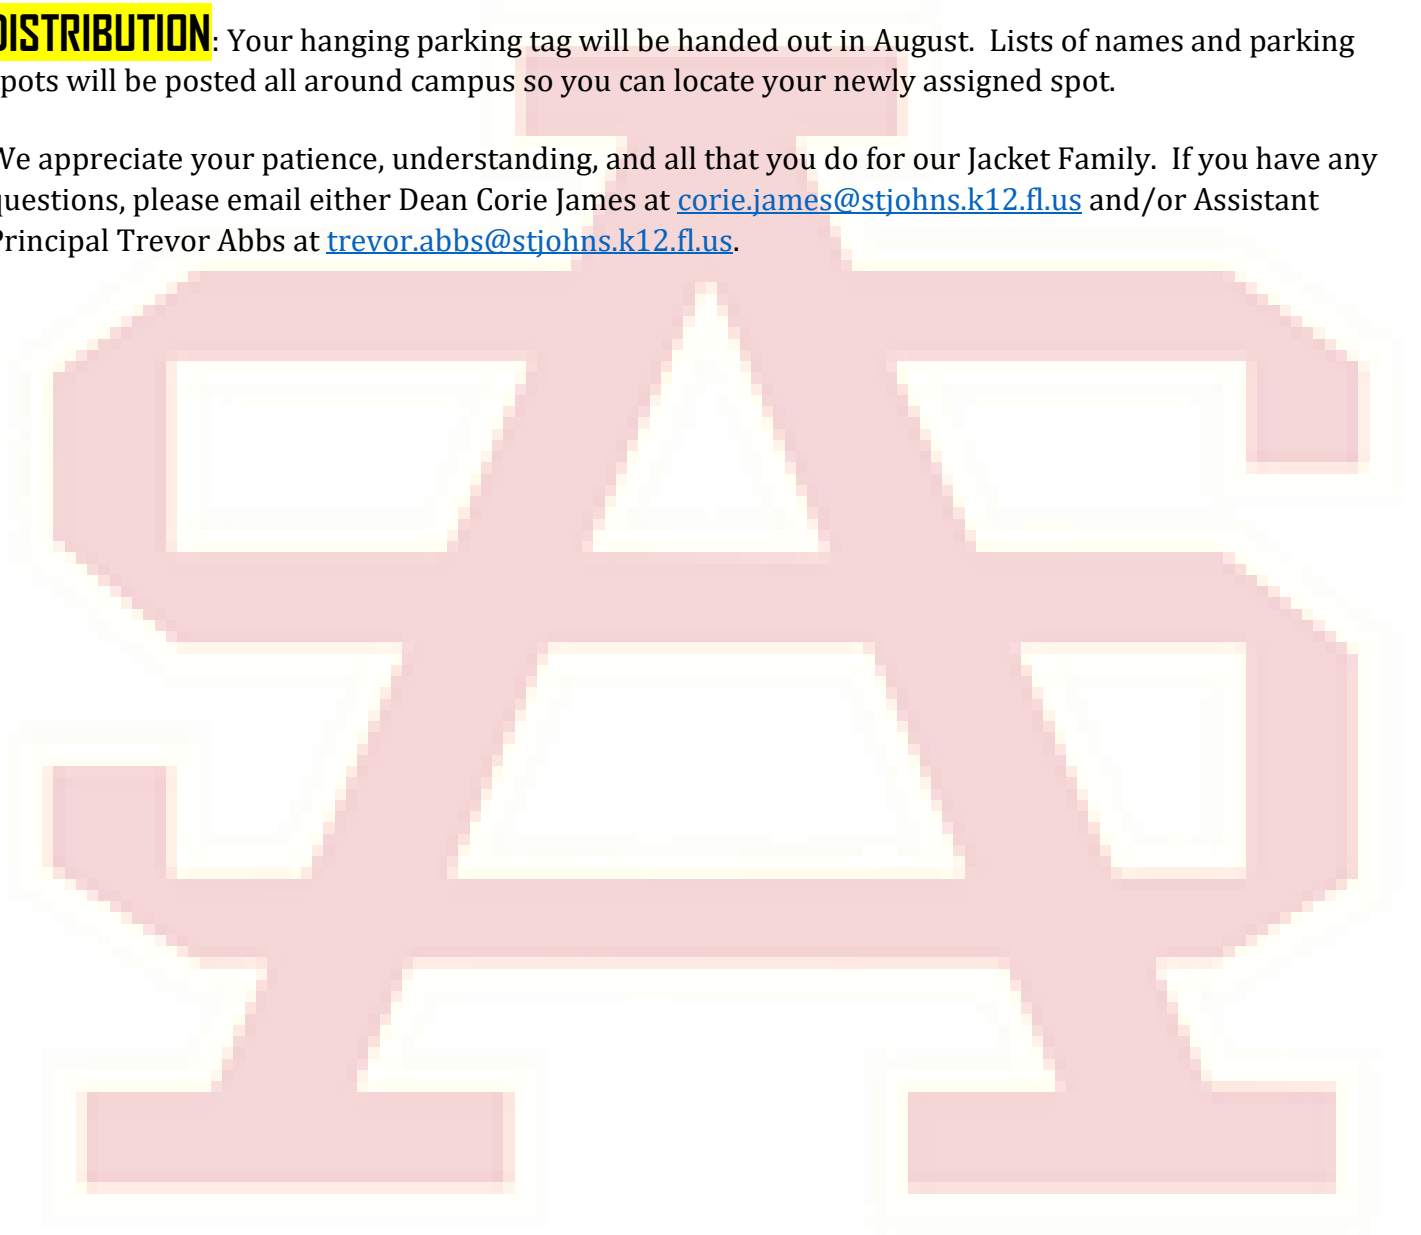 DISTRIBUTION: Your hanging parking tag will be handed out in August.  Lists of names and parking
pots will be posted all around campus so you can locate your newly assigned spot.
We appreciate your patience, understanding, and all that you do for our Jacket Family.  If you have any
questions, please email either Dean Corie James at corie.james@stjohns.k12.fl.us and/or Assistant
Principal Trevor Abbs at trevor.abbs@stjohns.k12.fl.us.